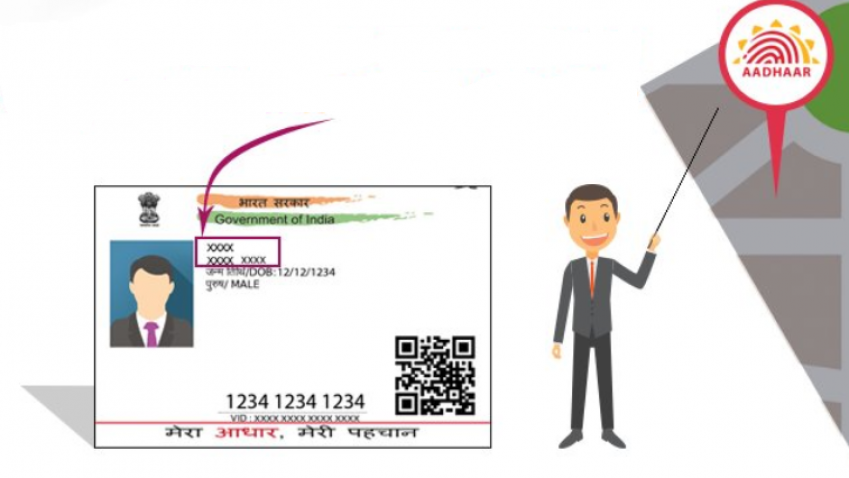 AADHAAR
भारत सरकार
Government of India
XXXX
XXXX XXXX
जन्म तिथि/DOB:12/12/1234
पुरुष/ MALE
1234 1234 1234
VID : XXXX XXXX XXXX XXXX
मेरा आधार, मेरी पहचान